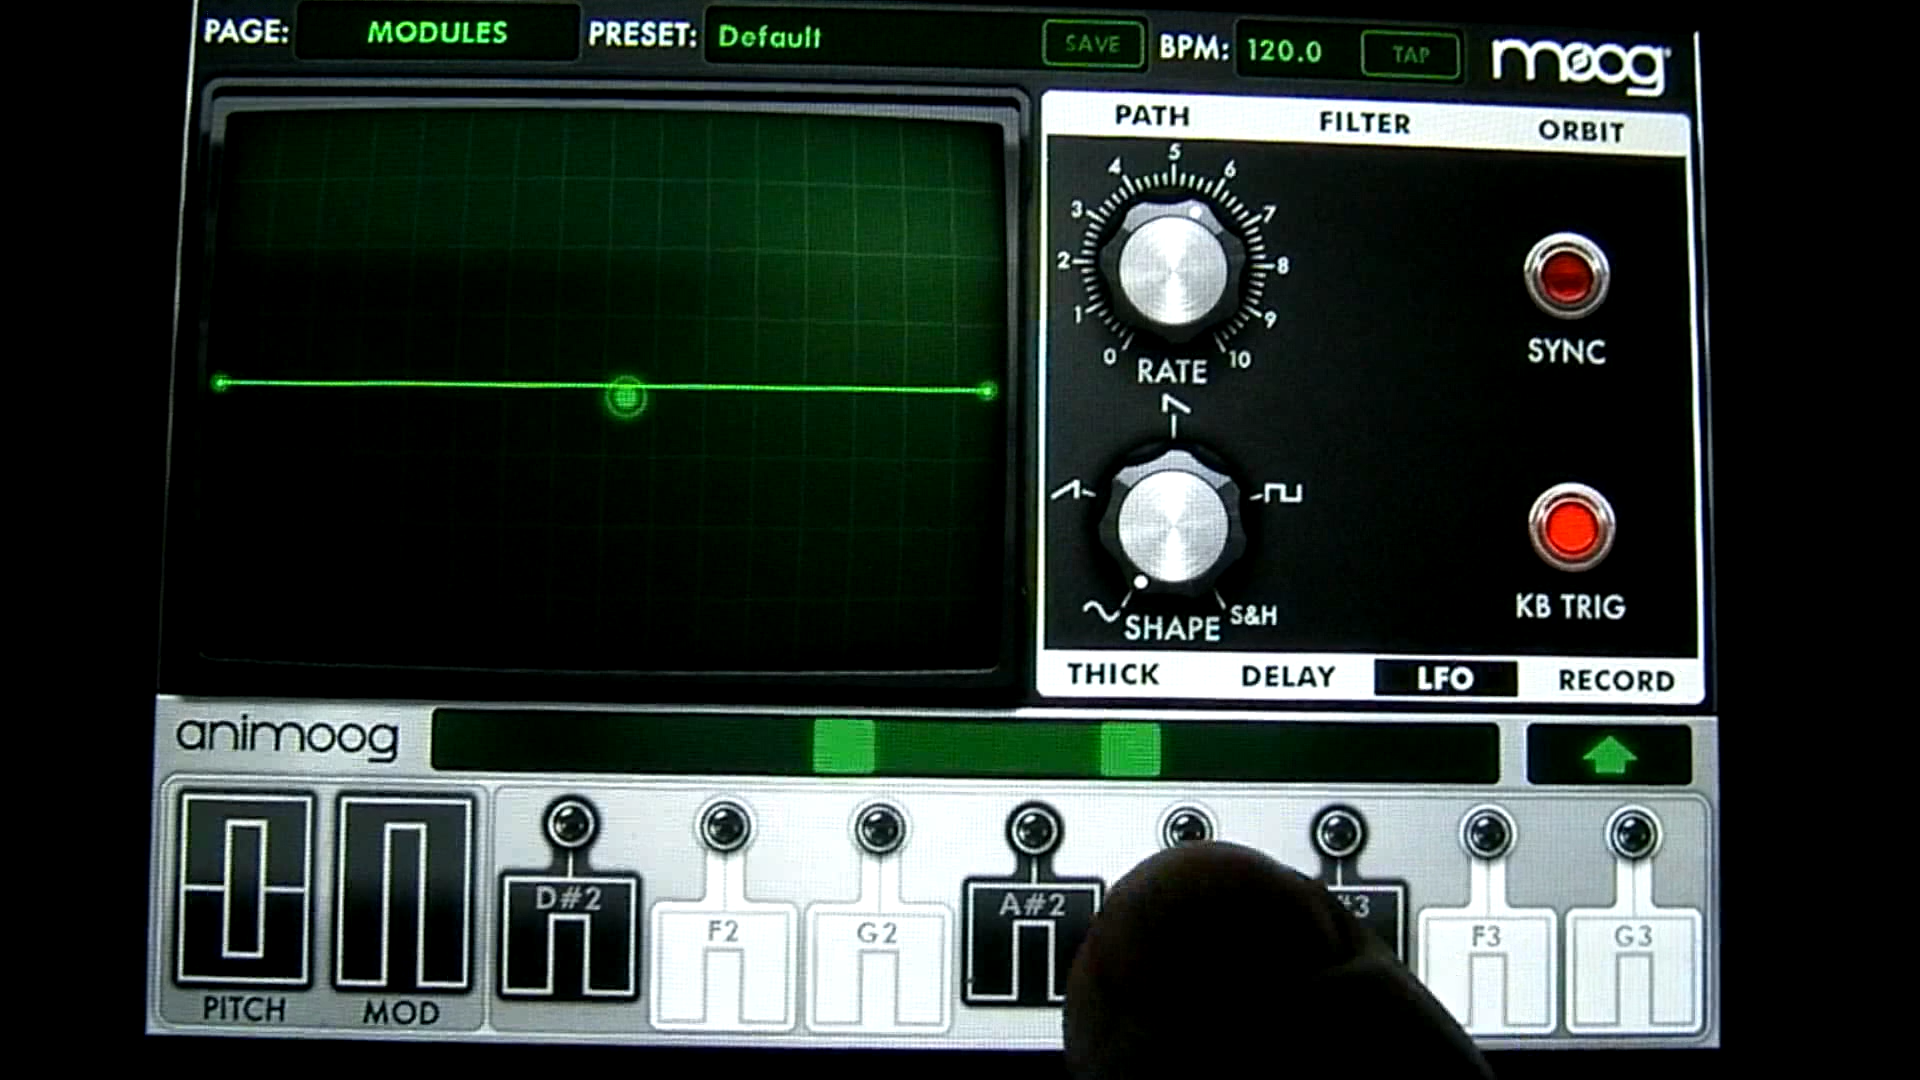 PAGE: MODULES PRESET: Default SAVE BPM: 120.0 TAP moog
PATH FILTER ORBIT
0 1 2 3 4 5 6 7 8 9 10
RATE
SYNC
SHAPE S&H
KB TRIG
THICK DELAY LFO RECORD
animoog
D#2 F2 G2 A#2 #3 F3 G3
PITCH MOD